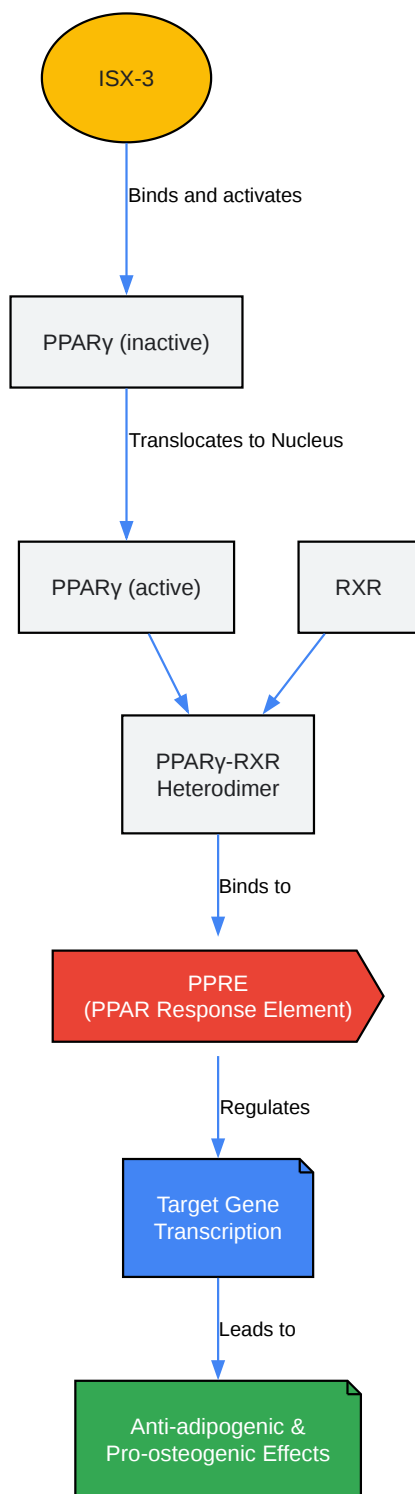 ISX-3
Binds and activates
PPARγ (inactive)
Translocates to Nucleus
PPARγ (active)
RXR
PPARγ-RXR
Heterodimer
Binds to
PPRE
(PPAR Response Element)
Regulates
Target Gene
Transcription
Leads to
Anti-adipogenic &
Pro-osteogenic Effects